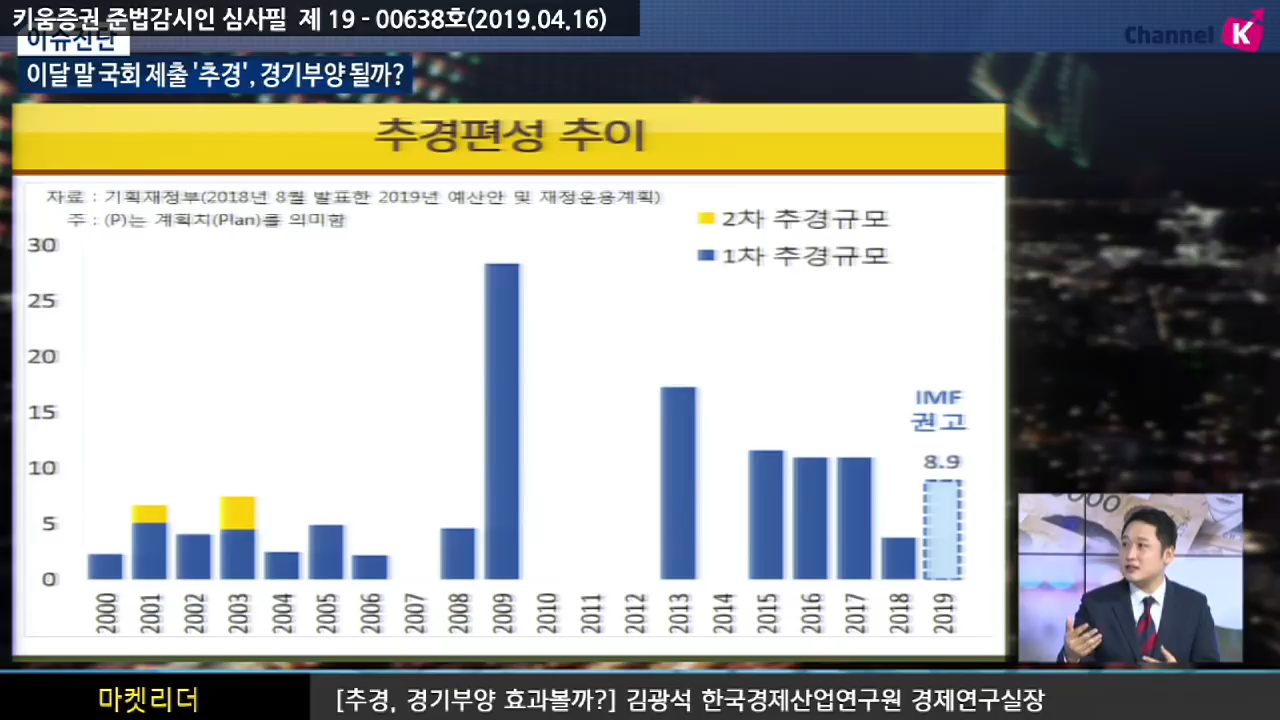 키움증권 준법감시인 심사필 제 19 - 00638호(2019.04.16)
이슈진단
Channel K
이달 말 국회 제출 '추경', 경기부양 될까?
추경편성 추이
자료 : 기획재정부(2018년 8월 발표한 2019년 예산안 및 재정운용계획)
주 : (P)는 계획치(Plan)를 의미함
2차 추경규모
1차 추경규모
30
25
20
15
10
5
0
IMF
권고
8.9
2000 2001 2002 2003 2004 2005 2006 2007 2008 2009 2010 2011 2012 2013 2014 2015 2016 2017 2018 2019
마켓리더
[추경, 경기부양 효과볼까?] 김광석 한국경제산업연구원 경제연구실장